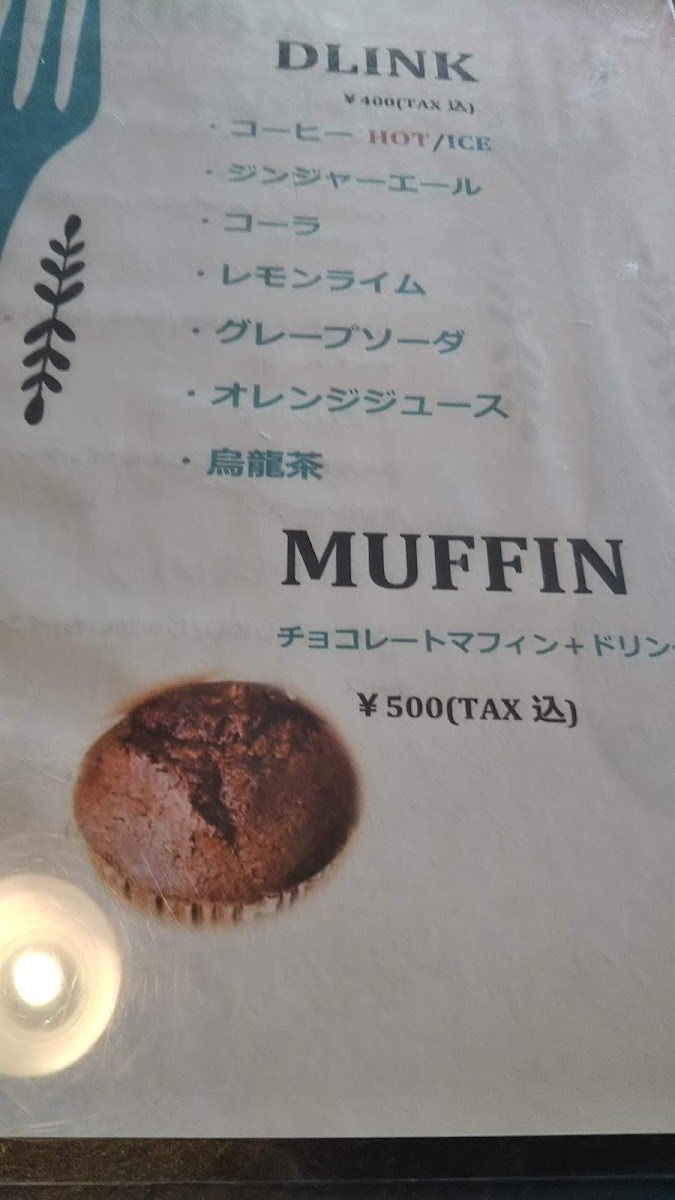 DLINK
¥400(TAX 込)
・コーヒー HOT/ICE
・ジンジャーエール
・コーラ
・レモンライム
・グレープソーダ
・オレンジジュース
・烏龍茶
MUFFIN
チョコレートマフィン＋ドリン
¥500(TAX 込)